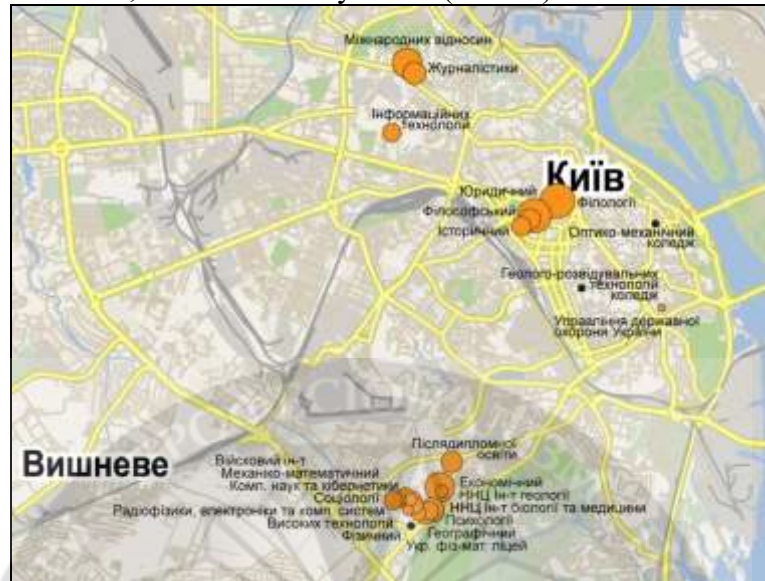 Міжнародних відносин
Журналістики
Інформаційних
технологій
Київ
Юридичний
Філології
Філософський
Історичний
Оптико-механічний
коледж
Геолого-розвідувальних
технологій
коледж
Управління державної
охорони України
Вишневе
Післядипломної
освіти
Військовий ін-т
Механіко-математичний
Економічний
Комп. наук та кібернетики
ННЦ Ін-т геології
Соціології
ННЦ Ін-т біології та медицини
Радіофізики, електроніки та комп. систем
Психології
Високих технологій
Географічний
Фізичний
Укр. фіз-мат. ліцей